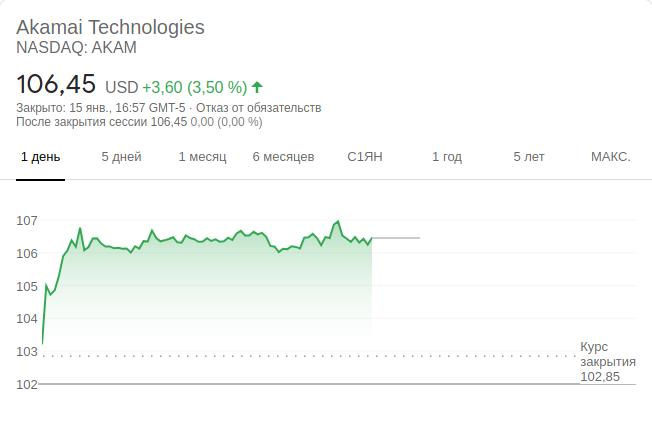 Akamai Technologies
NASDAQ: AKAM
106,45 USD +3,60 (3,50 %)
Закрыто: 15 янв., 16:57 GMT-5 · Отказ от обязательств
После закрытия сессии 106,45 0,00 (0,00 %)
1 день 5 дней 1 месяц 6 месяцев С1ЯН 1 год 5 лет МАКС.
107
106
105
104
103
Курс
закрытия
102,85
102